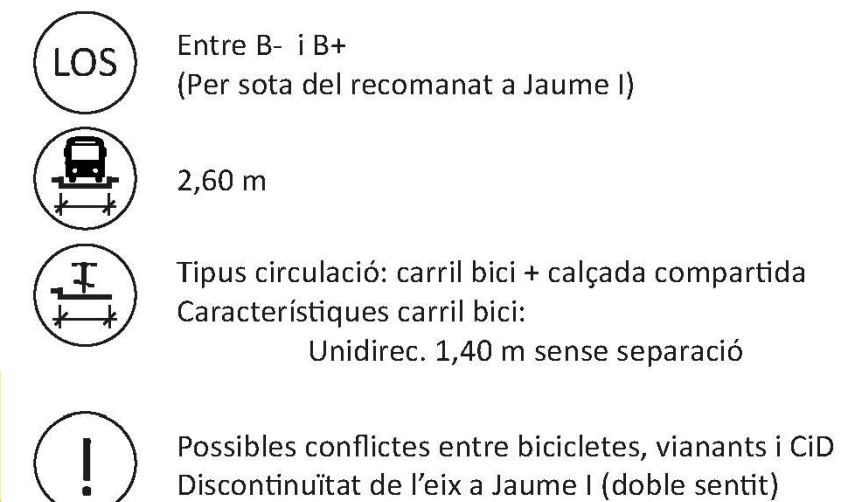 LOS
Entre B- i B+
(Per sota del recomanat a Jaume I)
2,60 m
Tipus circulació: carril bici + calçada compartida
Característiques carril bici:
Unidirec. 1,40 m sense separació
!
Possibles conflictes entre bicicletes, vianants i CiD
Discontinuïtat de l’eix a Jaume I (doble sentit)